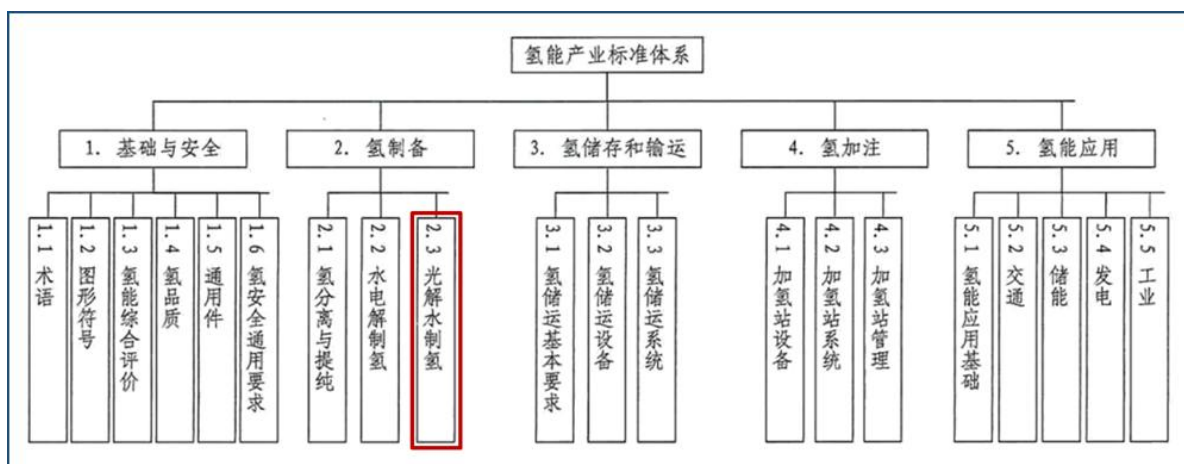 氢能产业标准体系
1. 基础与安全
2. 氢制备
3. 氢储存和输运
4. 氢加注
5. 氢能应用
1.1 术语
1.2 图形符号
1.3 氢能综合评价
1.4 氢品质
1.5 通用件
1.6 氢安全通用要求
2.1 氢分离与提纯
2.2 水电解制氢
2.3 光解水制氢
3.1 氢储运基本要求
3.2 氢储运设备
3.3 氢储运系统
4.1 加氢站设备
4.2 加氢站系统
4.3 加氢站管理
5.1 氢能应用基础
5.2 交通
5.3 储能
5.4 发电
5.5 工业